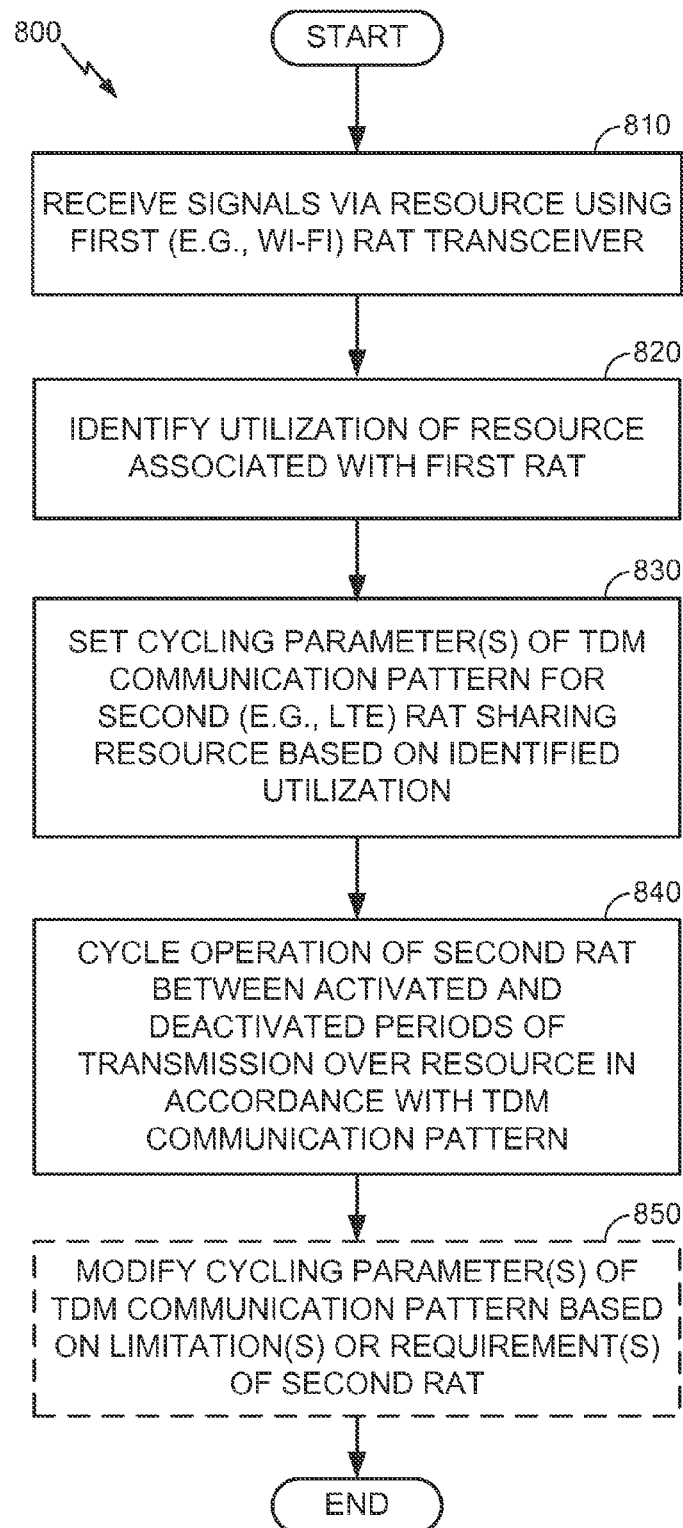 800
START
810
RECEIVE SIGNALS VIA RESOURCE USING
FIRST (E.G., WI-FI) RAT TRANSCEIVER
820
IDENTIFY UTILIZATION OF RESOURCE
ASSOCIATED WITH FIRST RAT
830
SET CYCLING PARAMETER(S) OF TDM
COMMUNICATION PATTERN FOR
SECOND (E.G., LTE) RAT SHARING
RESOURCE BASED ON IDENTIFIED
UTILIZATION
840
CYCLE OPERATION OF SECOND RAT
BETWEEN ACTIVATED AND
DEACTIVATED PERIODS OF
TRANSMISSION OVER RESOURCE IN
ACCORDANCE WITH TDM
COMMUNICATION PATTERN
850
MODIFY CYCLING PARAMETER(S) OF
TDM COMMUNICATION PATTERN BASED
ON LIMITATION(S) OR REQUIREMENT(S)
OF SECOND RAT
END